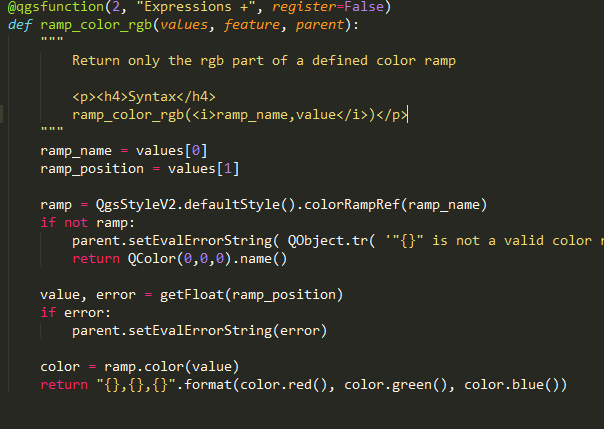 @qgsfunction(2, "Expressions +", register=False)
def ramp_color_rgb(values, feature, parent):
    """
        Return only the rgb part of a defined color ramp

        <p><h4>Syntax</h4>
        ramp_color_rgb(<i>ramp_name,value</i>)</p>
    """
    ramp_name = values[0]
    ramp_position = values[1]

    ramp = QgsStyleV2.defaultStyle().colorRampRef(ramp_name)
    if not ramp:
        parent.setEvalErrorString( QObject.tr( '"{}" is not a valid color r
        return QColor(0,0,0).name()

    value, error = getFloat(ramp_position)
    if error:
        parent.setEvalErrorString(error)

    color = ramp.color(value)
    return "{},{},{}".format(color.red(), color.green(), color.blue())